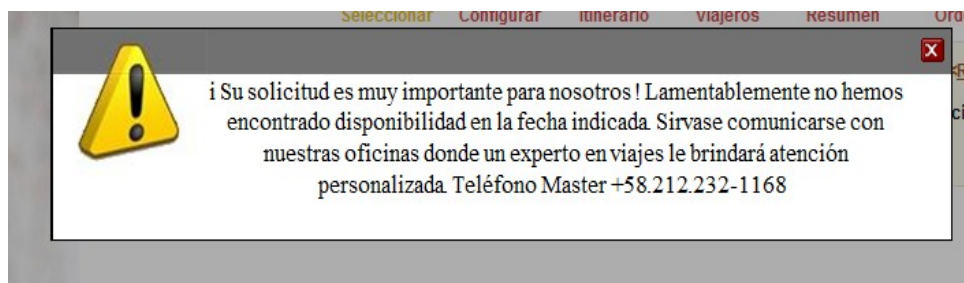 Seleccionar Configurar Itinerario Viajeros Resumen
X
i Su solicitud es muy importante para nosotros ! Lamentablemente no hemos
encontrado disponibilidad en la fecha indicada. Sirvase comunicarse con
nuestras oficinas donde un experto en viajes le brindará atención
personalizada. Teléfono Master +58.212.232-1168